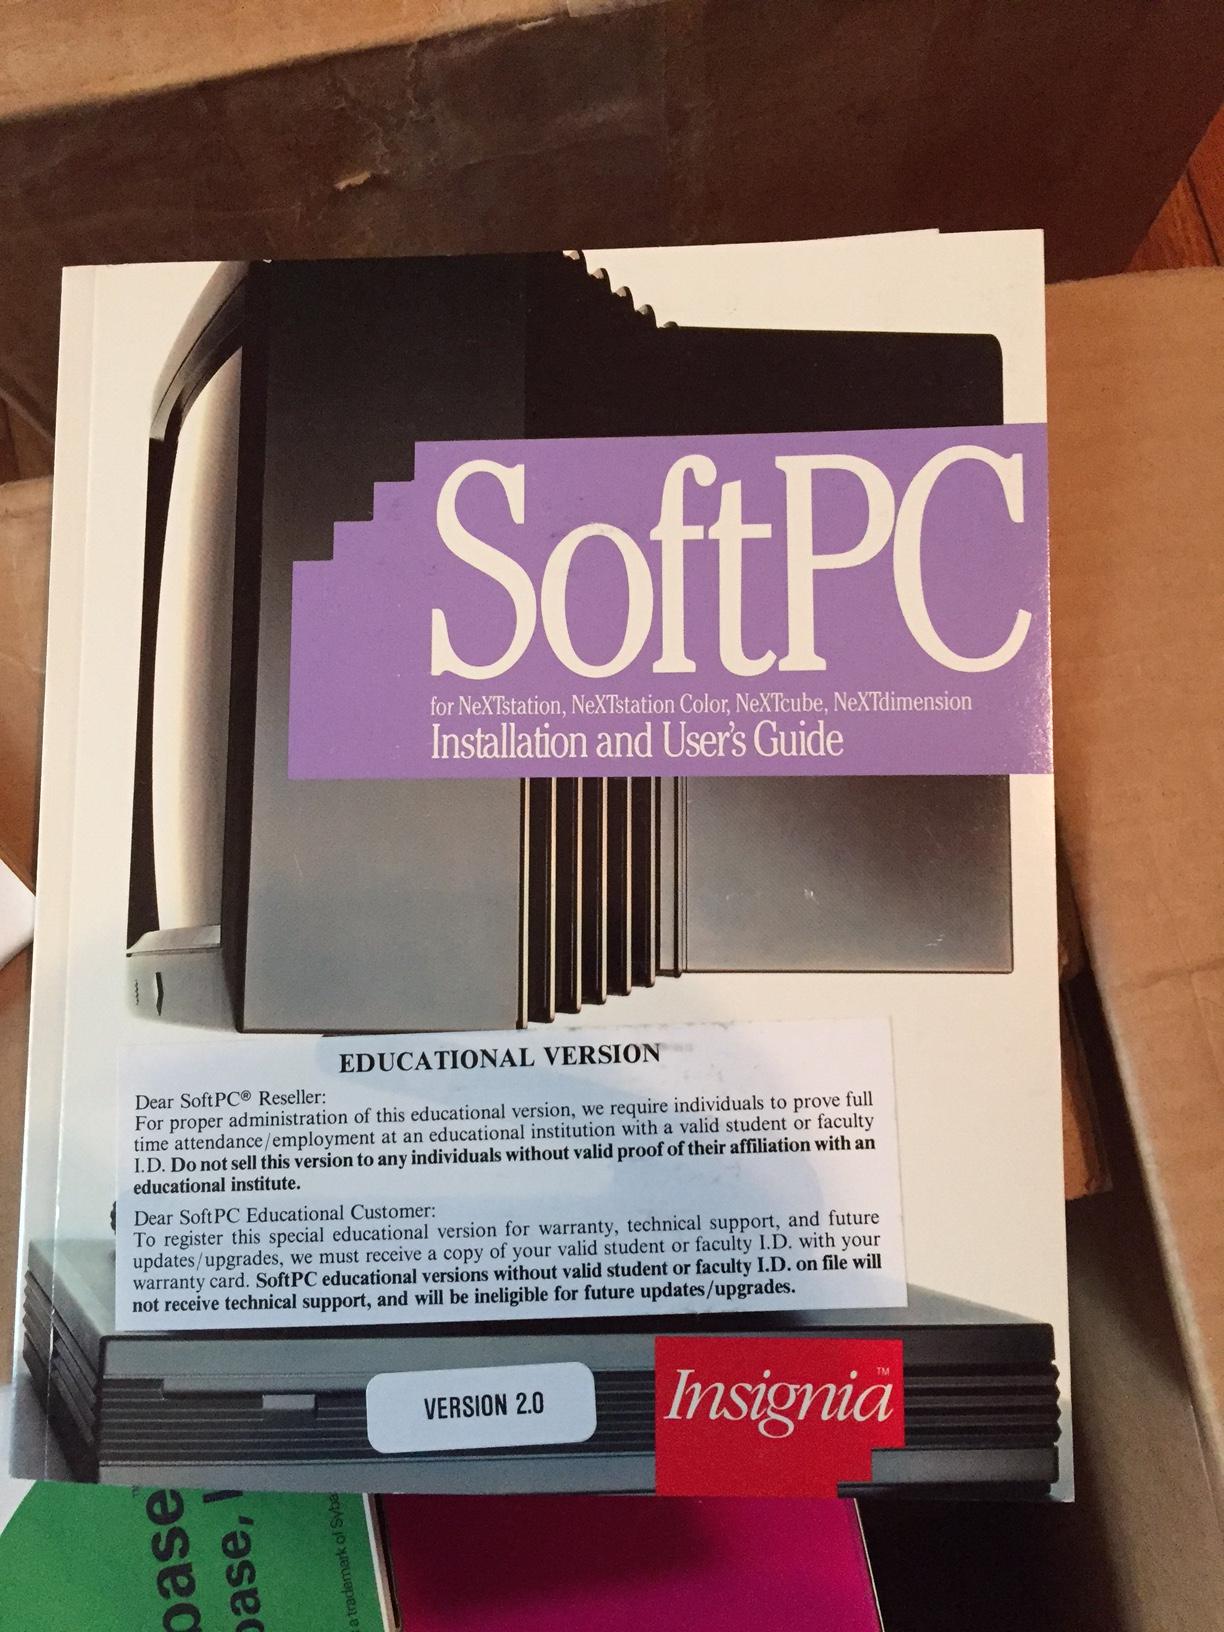 SoftPC
for NeXTstation, NeXTstation Color, NeXTcube, NeXTdimension
Installation and User's Guide
EDUCATIONAL VERSION
Dear SoftPC® Reseller:
For proper administration of this educational version, we require individuals to prove full
time attendance/employment at an educational institution with a valid student or faculty
I.D. Do not sell this version to any individuals without valid proof of their affiliation with an
educational institute.
Dear SoftPC Educational Customer:
To register this special educational version for warranty, technical support, and future
updates/upgrades, we must receive a copy of your valid student or faculty I.D. with your
warranty card. SoftPC educational versions without valid student or faculty I.D. on file will
not receive technical support, and will be ineligible for future updates/upgrades.
VERSION 2.0
Insignia™
base™
base,
a trademark of Syba